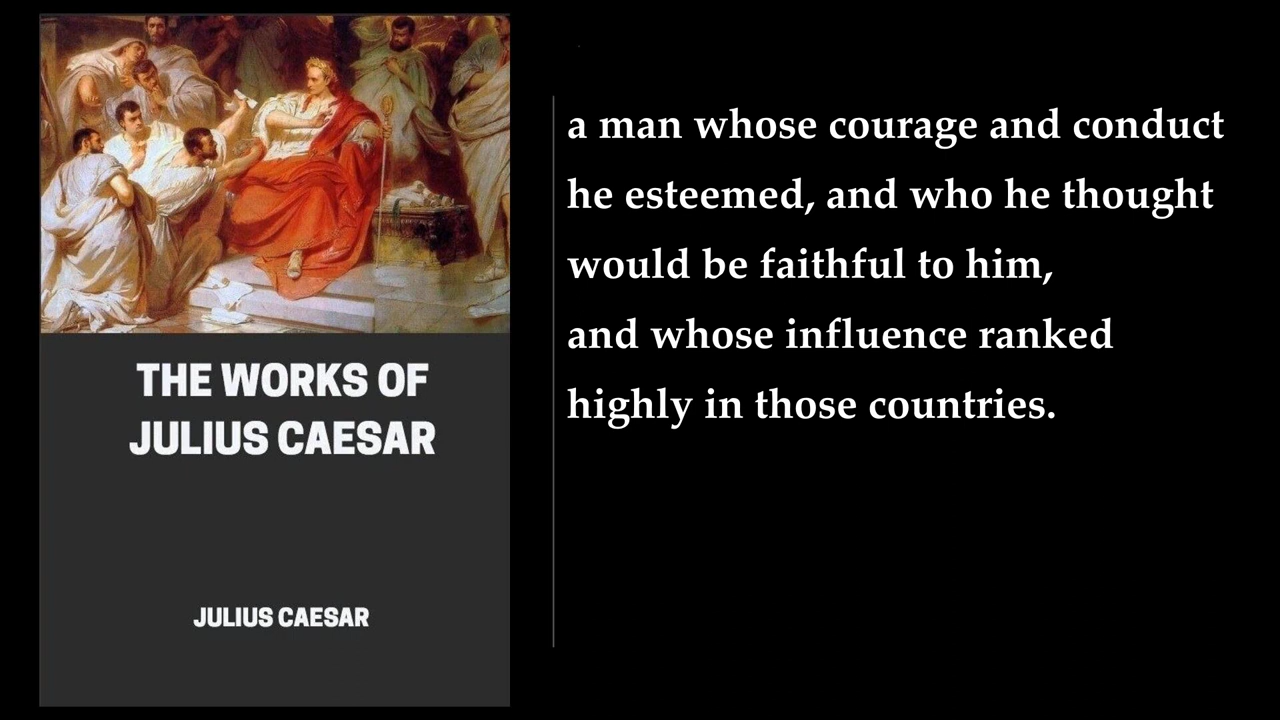 THE WORKS OF
JULIUS CAESAR
JULIUS CAESAR
a man whose courage and conduct
he esteemed, and who he thought
would be faithful to him,
and whose influence ranked
highly in those countries.